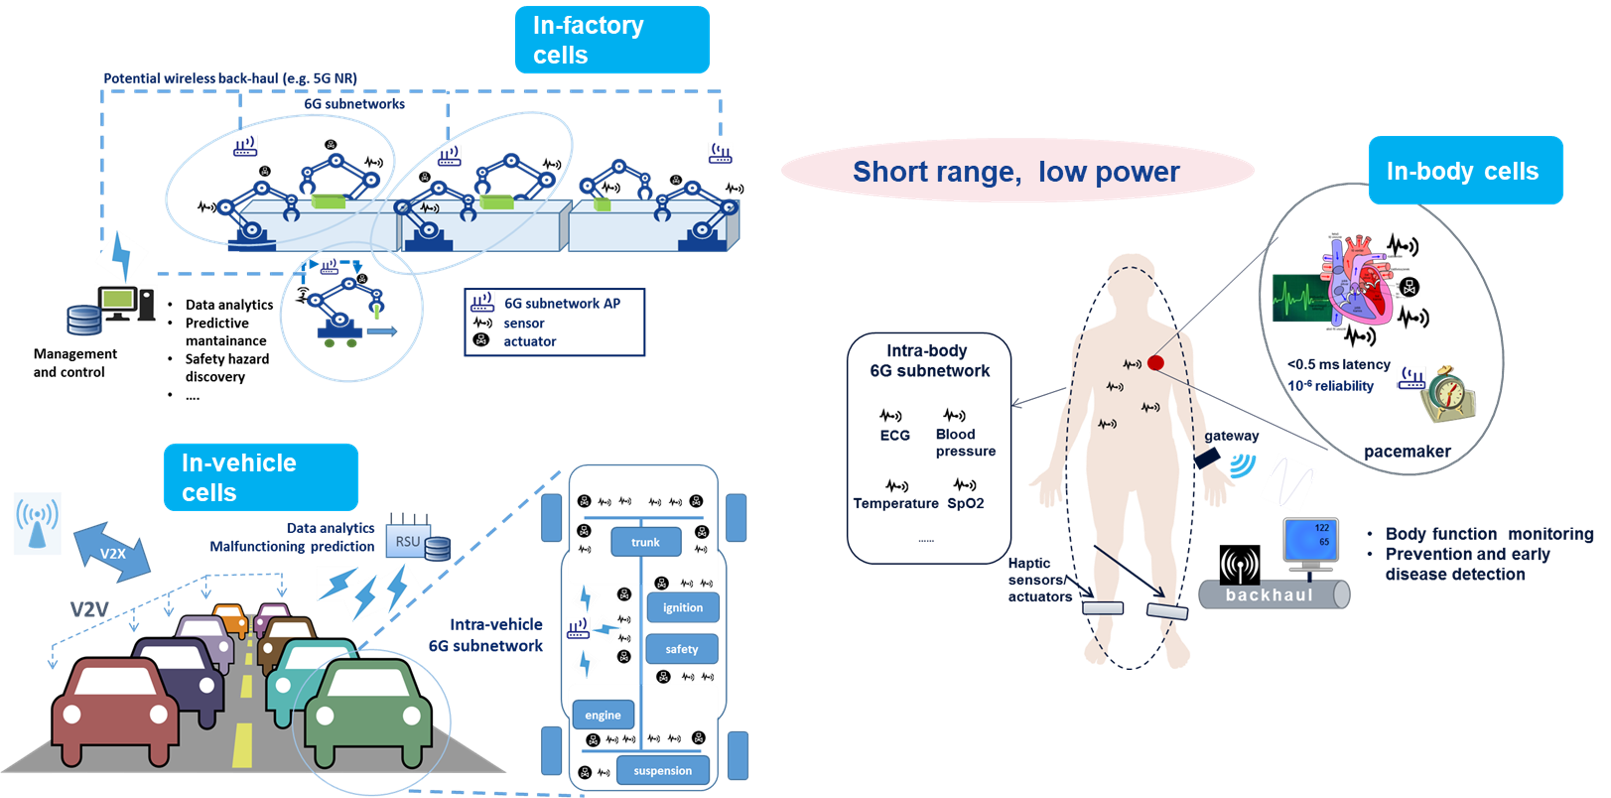 In-factory
cells
Potential wireless back-haul (e.g. 5G NR)
6G subnetworks
Management
and control
• Data analytics
• Predictive
mantainance
• Safety hazard
discovery
• ....
6G subnetwork AP
sensor
actuator
In-vehicle
cells
V2X
V2V
Data analytics
Malfunctioning prediction
RSU
Intra-vehicle
6G subnetwork
trunk
ignition
safety
engine
suspension
Short range, low power
In-body cells
<0.5 ms latency
10-6 reliability
pacemaker
Intra-body
6G subnetwork
ECG
Blood
pressure
Temperature
SpO2
......
gateway
Haptic
sensors/
actuators
122
65
backhaul
• Body function monitoring
• Prevention and early
disease detection